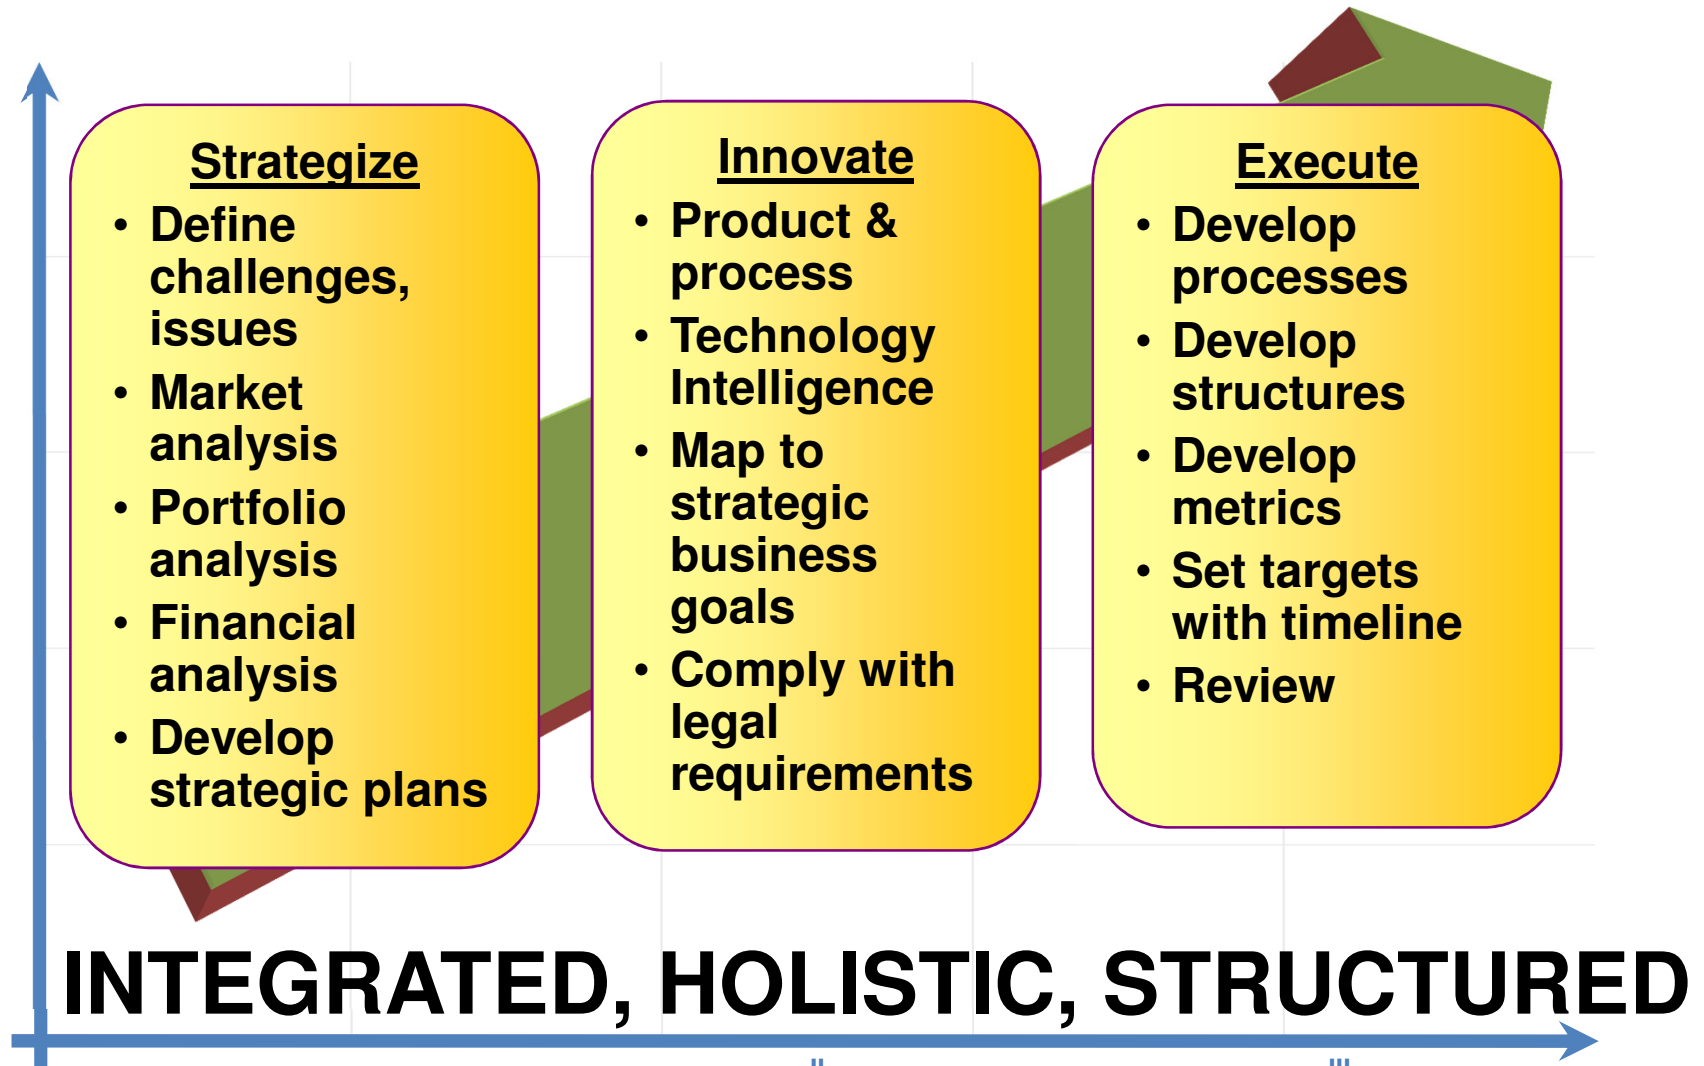 Strategize
• Define
challenges,
issues
• Market
analysis
• Portfolio
analysis
• Financial
analysis
• Develop
strategic plans
Innovate
• Product &
process
• Technology
Intelligence
• Map to
strategic
business
goals
• Comply with
legal
requirements
Execute
• Develop
processes
• Develop
structures
• Develop
metrics
• Set targets
with timeline
• Review
INTEGRATED, HOLISTIC, STRUCTURED